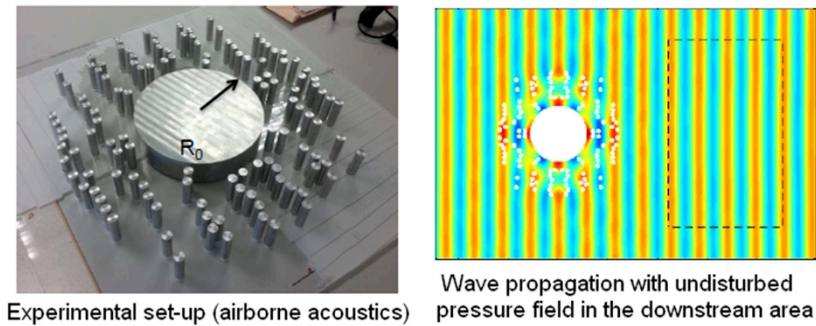 R0
Experimental set-up (airborne acoustics)
Wave propagation with undisturbed
pressure field in the downstream area